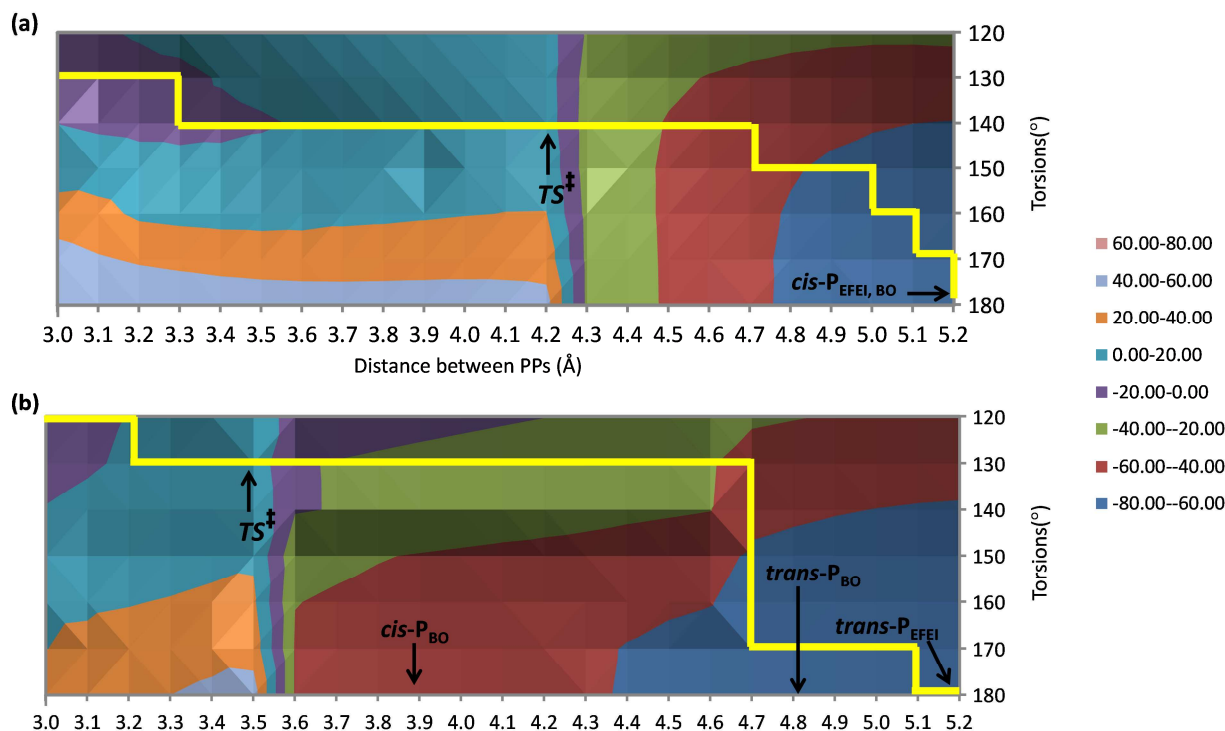 (a)
120
130
140
150
160
170
180
Torsions(°)
TS‡
cis-PEFEI, BO
3.0 3.1 3.2 3.3 3.4 3.5 3.6 3.7 3.8 3.9 4.0 4.1 4.2 4.3 4.4 4.5 4.6 4.7 4.8 4.9 5.0 5.1 5.2
Distance between PPs (Å)
60.00-80.00
40.00-60.00
20.00-40.00
0.00-20.00
-20.00-0.00
-40.00--20.00
-60.00--40.00
-80.00--60.00
(b)
120
130
140
150
160
170
180
Torsions(°)
TS‡
trans-PBO
cis-PBO
trans-PEFEI
3.0 3.1 3.2 3.3 3.4 3.5 3.6 3.7 3.8 3.9 4.0 4.1 4.2 4.3 4.4 4.5 4.6 4.7 4.8 4.9 5.0 5.1 5.2